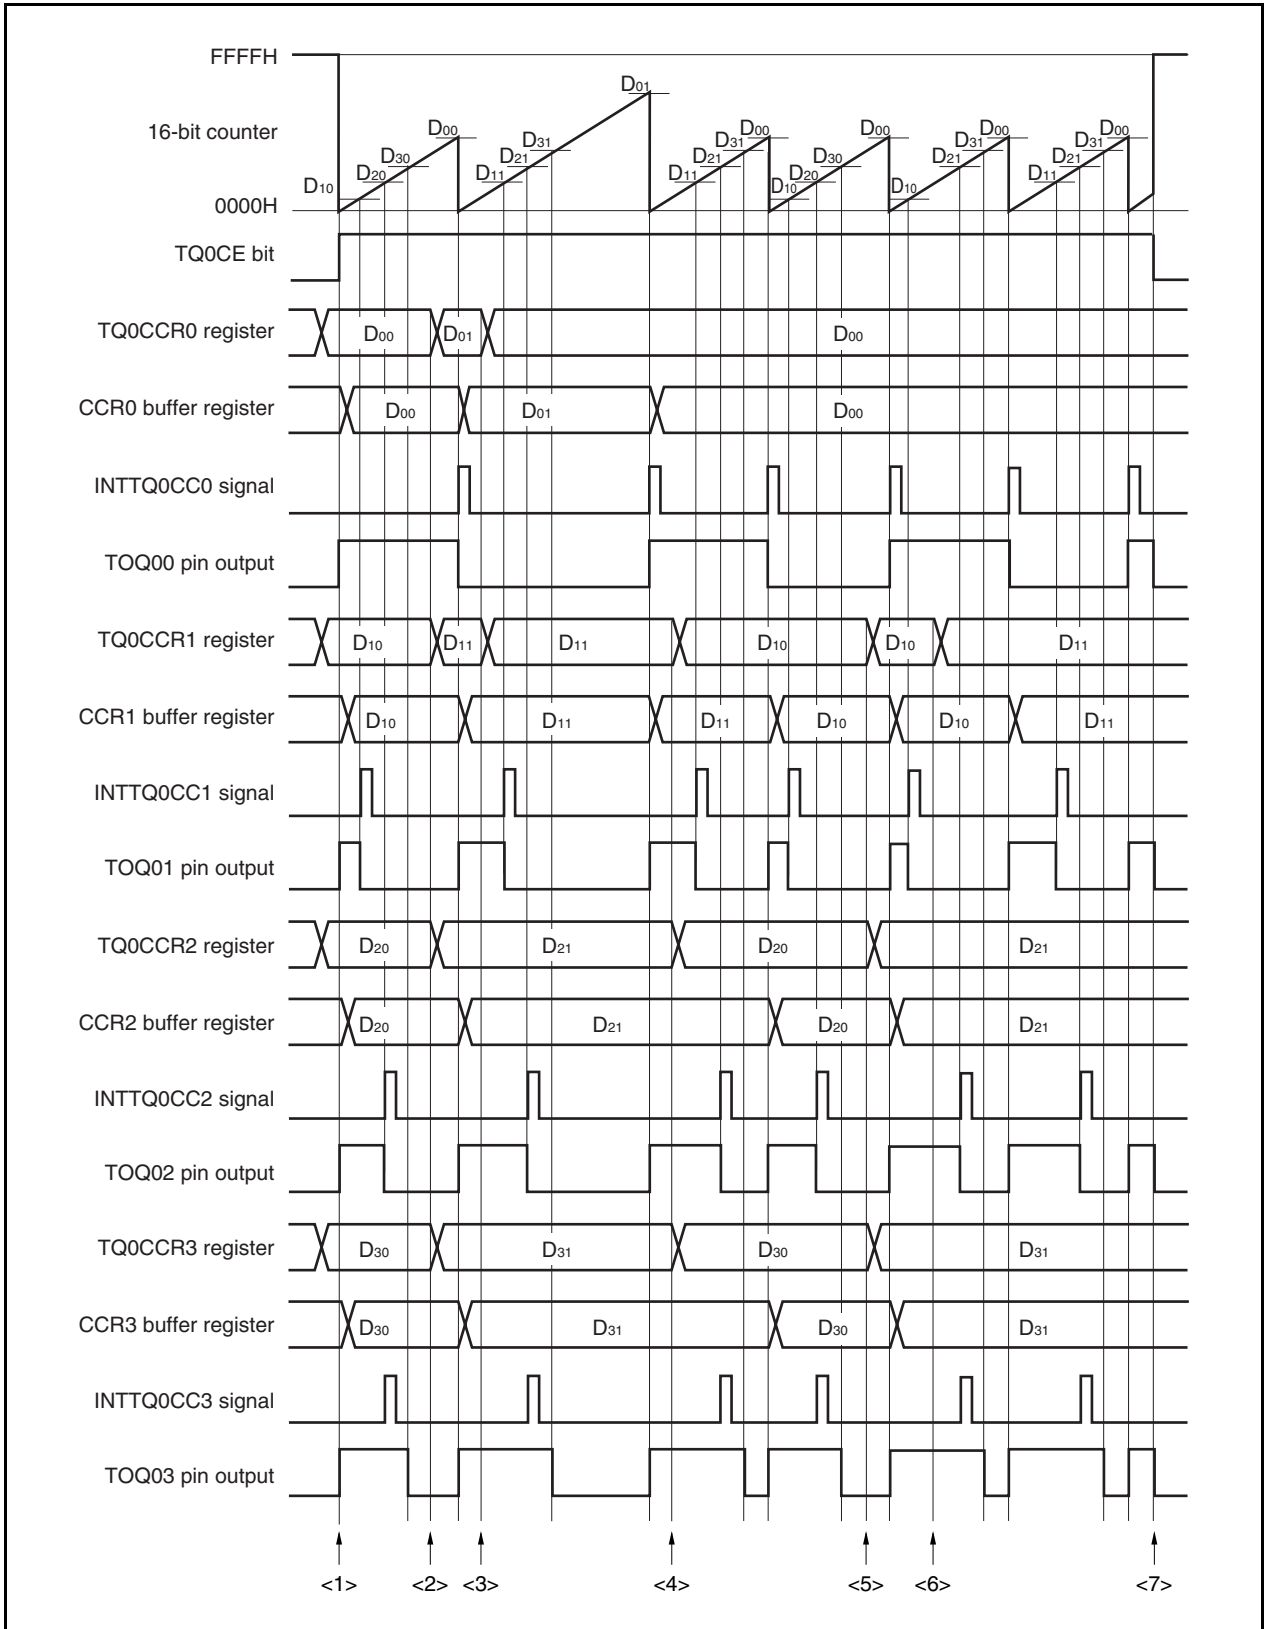 FFFFH
D01
16-bit counter
D00 D00 D00 D00 D00
D31 D31 D31 D31
D30 D30
D21 D21 D21 D21
D20 D20
D11 D11 D11
D10 D10 D10
0000H
TQ0CE bit
TQ0CCR0 register D00 D01 D00
CCR0 buffer register D00 D01 D00
INTTQ0CC0 signal
TOQ00 pin output
TQ0CCR1 register D10 D11 D11 D10 D10 D11
CCR1 buffer register D10 D11 D11 D10 D10 D11
INTTQ0CC1 signal
TOQ01 pin output
TQ0CCR2 register D20 D21 D20 D21
CCR2 buffer register D20 D21 D20 D21
INTTQ0CC2 signal
TOQ02 pin output
TQ0CCR3 register D30 D31 D30 D31
CCR3 buffer register D30 D31 D30 D31
INTTQ0CC3 signal
TOQ03 pin output
<1> <2> <3> <4> <5> <6> <7>